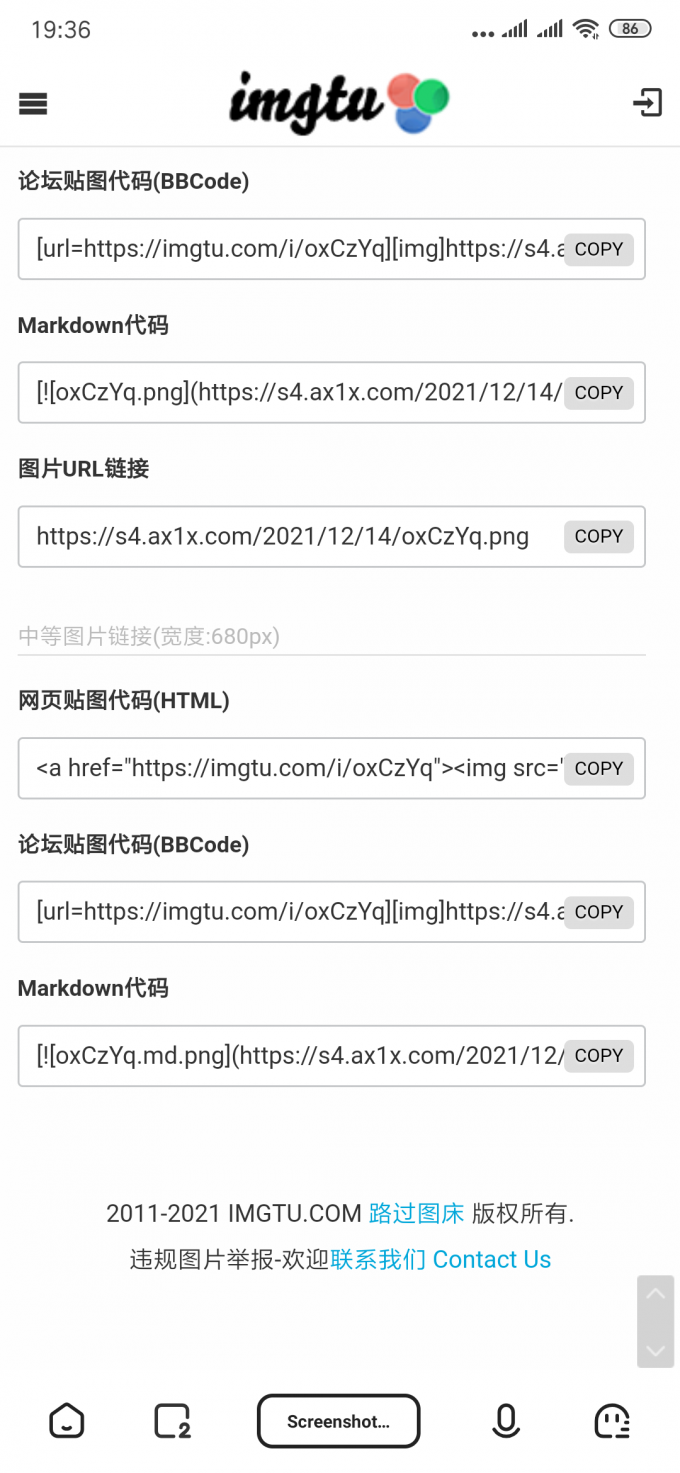 19:36
86
imgtu
论坛贴图代码(BBCode)
[url=https://imgtu.com/i/oxCzYq][img]https://s4.a
COPY
Markdown代码
[![oxCzYq.png](https://s4.ax1x.com/2021/12/14/
COPY
图片URL链接
https://s4.ax1x.com/2021/12/14/oxCzYq.png
COPY
中等图片链接(宽度:680px)
网页贴图代码(HTML)
<a href="https://imgtu.com/i/oxCzYq"><img src='
COPY
论坛贴图代码(BBCode)
[url=https://imgtu.com/i/oxCzYq][img]https://s4.a
COPY
Markdown代码
[![oxCzYq.md.png](https://s4.ax1x.com/2021/12/
COPY
2011-2021 IMGTU.COM 路过图床 版权所有.
违规图片举报-欢迎联系我们 Contact Us
2
Screenshot...